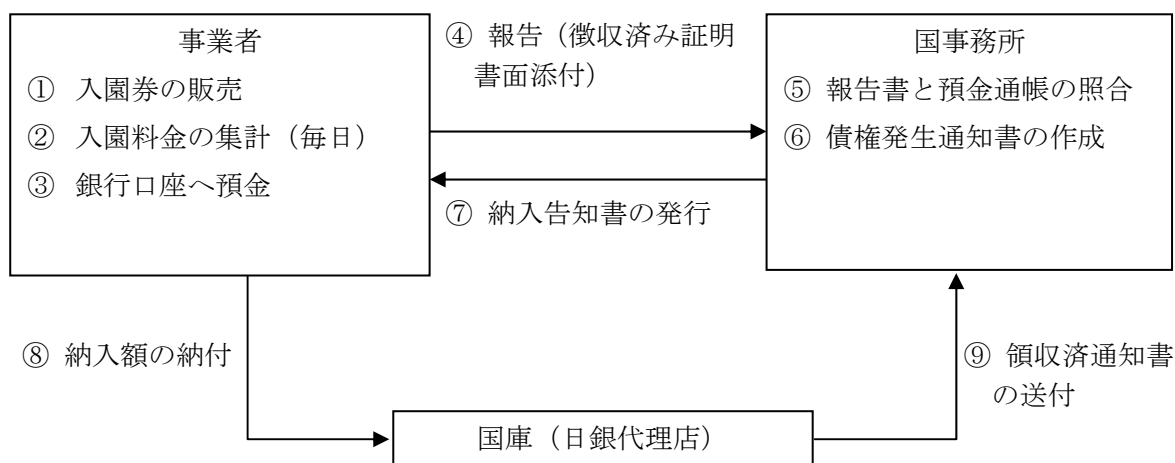 事業者
① 入園券の販売
② 入園料金の集計（毎日）
③ 銀行口座へ預金
④ 報告（徴収済み証明
書面添付）
国事務所
⑤ 報告書と預金通帳の照合
⑥ 債権発生通知書の作成
⑦ 納入告知書の発行
⑧ 納入額の納付
⑨ 領収済通知書
の送付
国庫（日銀代理店）